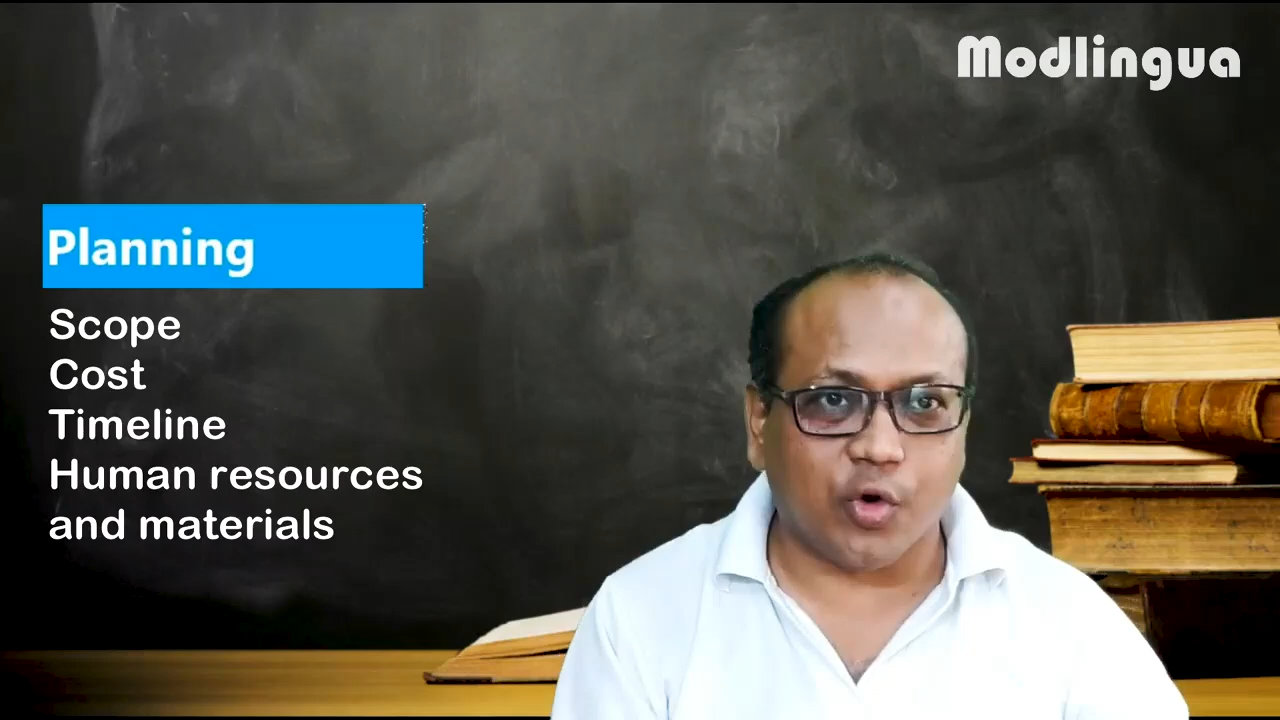 Modlingua
Planning
Scope
Cost
Timeline
Human resources
and materials